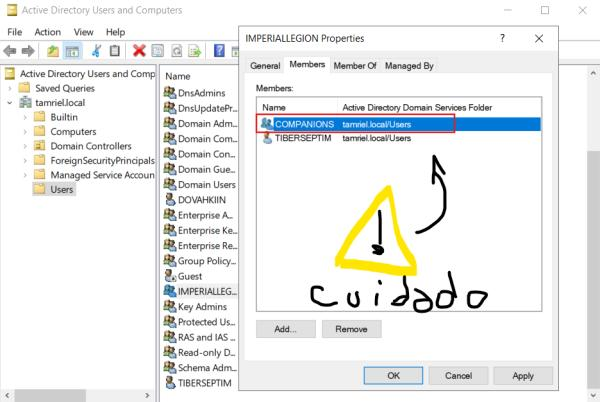 Active Directory Users and Computers
File Action View Help
Active Directory Users and Comp
Saved Queries
tamriel.local
Builtin
Computers
Domain Controllers
ForeignSecurityPrincipals
Managed Service Accoun
Users
Name
DnsAdmins
DnsUpdatePr...
Domain Adm...
Domain Com...
Domain Con...
Domain Gue...
Domain Users
DOVAHKIIN
Enterprise A...
Enterprise Ke...
Enterprise Re...
Group Policy...
Guest
IMPERIALLEG...
Key Admins
Protected Us...
RAS and IAS ...
Read-only D...
Schema Adm...
TIBERSEPTIM
IMPERIALLEGION Properties
General Members Member Of Managed By
Members:
Name Active Directory Domain Services Folder
COMPANIONS tamriel.local/Users
TIBERSEPTIM tamriel.local/Users
!
cuidado
Add... Remove
OK Cancel Apply